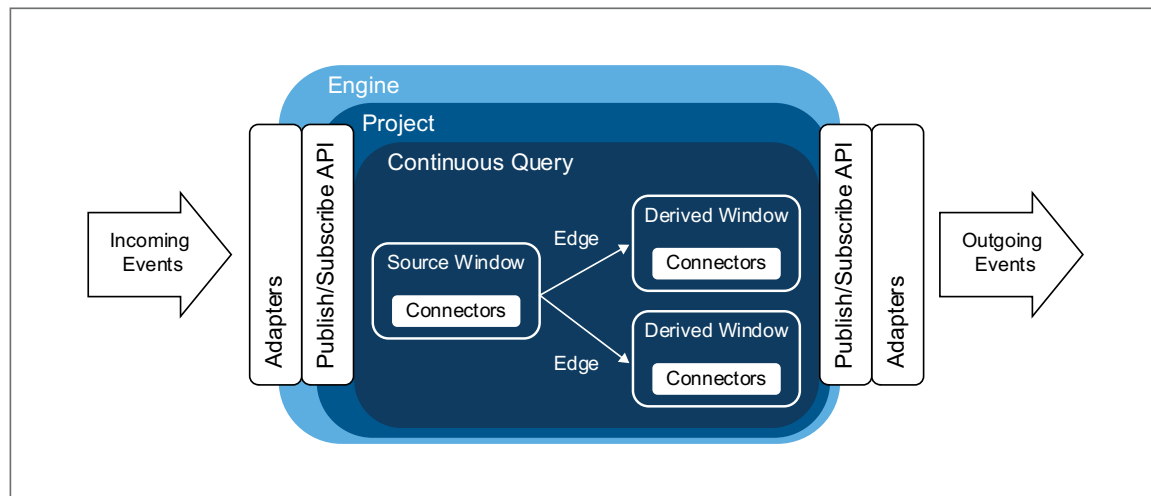 Engine
Project
Continuous Query
Incoming
Events
Adapters
Publish/Subscribe API
Source Window
Connectors
Edge
Edge
Derived Window
Connectors
Derived Window
Connectors
Publish/Subscribe API
Adapters
Outgoing
Events